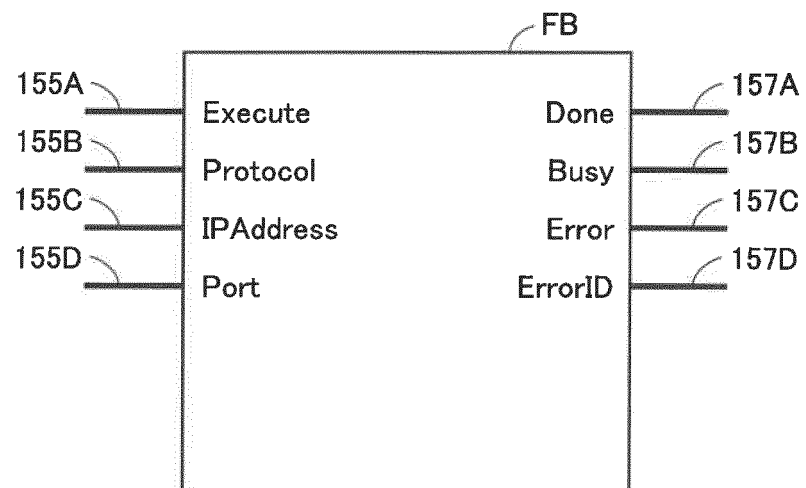 FB
155A Execute Done 157A
155B Protocol Busy 157B
155C IPAddress Error 157C
155D Port ErrorID 157D